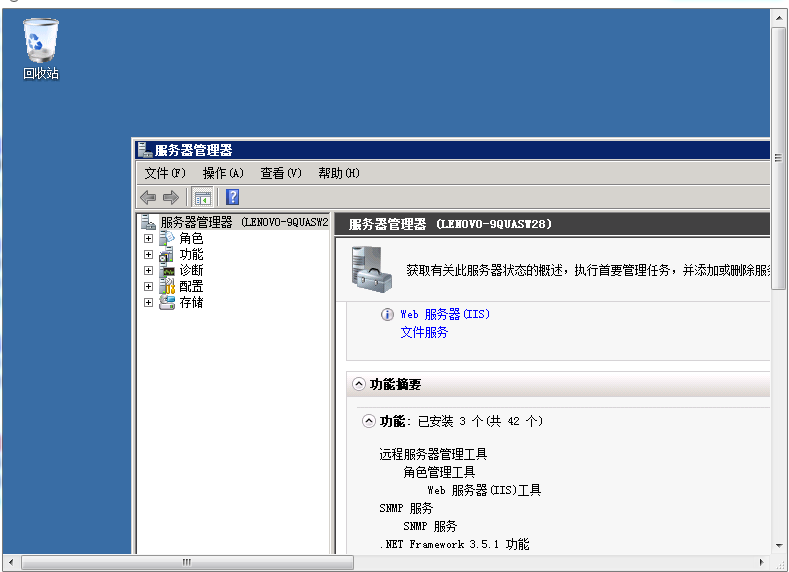 回收站
服务器管理器
文件(F) 操作(A) 查看(V) 帮助(H)
服务器管理器 (LENOVO-9QUASW2
角色
功能
诊断
配置
存储
服务器管理器 (LENOVO-9QUASW28)
获取有关此服务器状态的概述，执行首要管理任务，并添加或删除服
Web 服务器(IIS)
文件服务
功能摘要
功能: 已安装 3 个(共 42 个)
远程服务器管理工具
角色管理工具
Web 服务器(IIS)工具
SNMP 服务
SNMP 服务
.NET Framework 3.5.1 功能